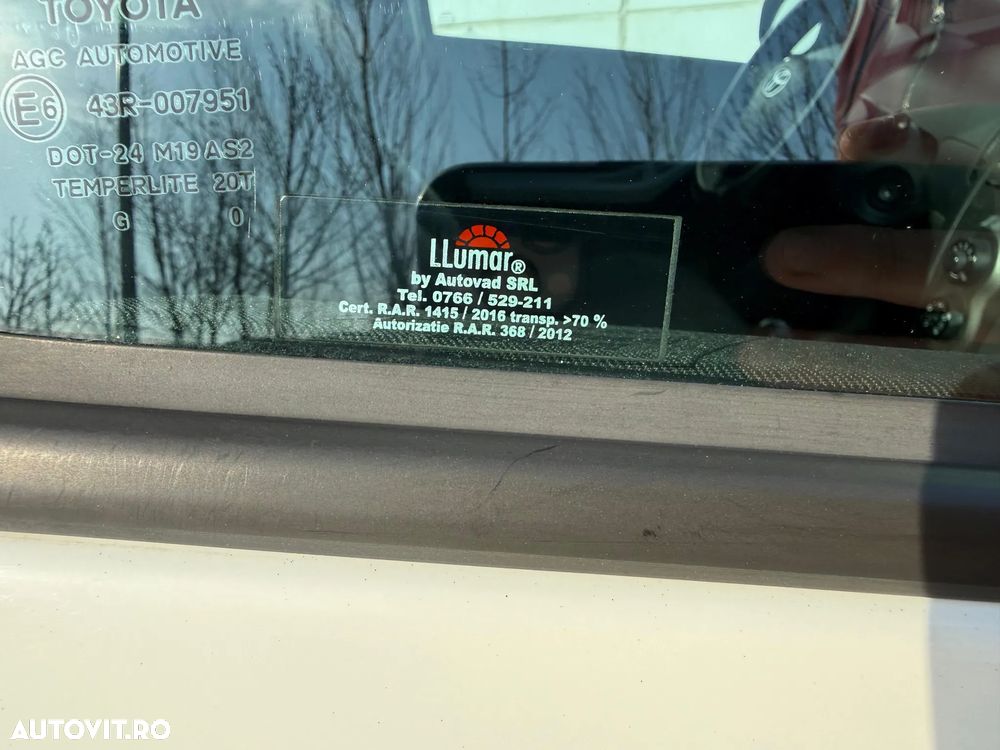 TOYOTA
AGC AUTOMOTIVE
E6 43R-007951
DOT-24 M19 AS2
TEMPERLITE 20T
G 0
LLumar®
by Autovad SRL
Tel. 0766 / 529-211
Cert. R.A.R. 1415 / 2016 transp. >70 %
Autorizatie R.A.R. 368 / 2012
AUTOVIT.RO